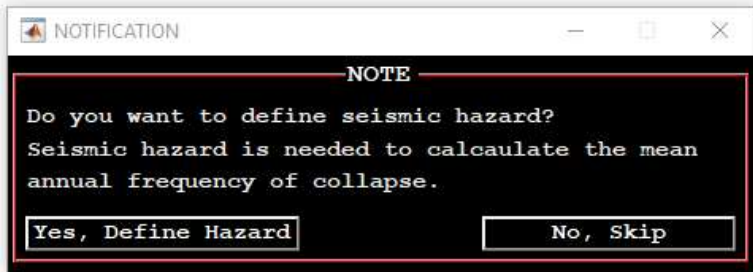 NOTIFICATION
NOTE
Do you want to define seismic hazard?
Seismic hazard is needed to calcaulate the mean
annual frequency of collapse.
Yes, Define Hazard No, Skip